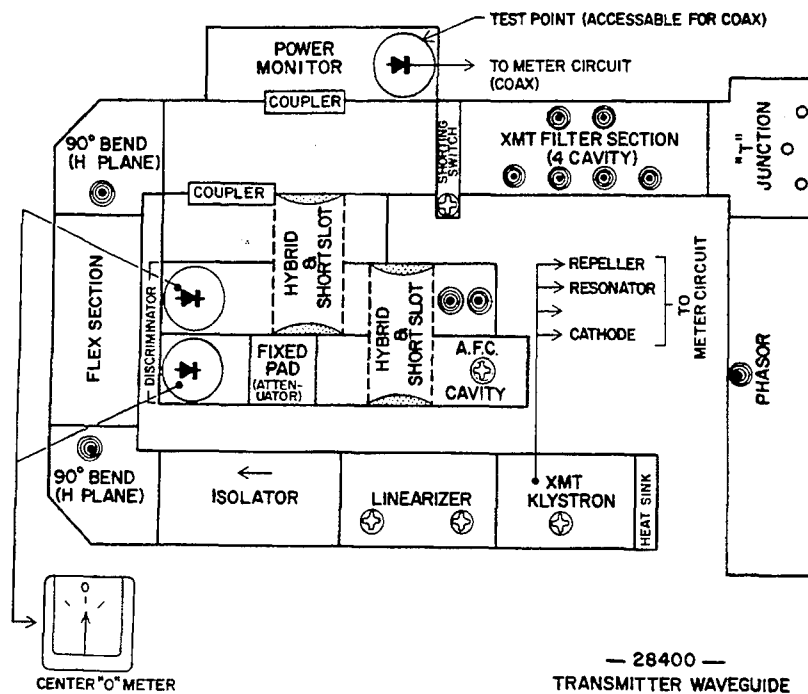 TEST POINT (ACCESSABLE FOR COAX)
POWER
MONITOR
TO METER CIRCUIT
(COAX)
COUPLER
90° BEND
(H PLANE)
SHORTING
SWITCH
XMT FILTER SECTION
(4 CAVITY)
"T"
JUNCTION
COUPLER
HYBRID
&
SHORT SLOT
REPELLER
RESONATOR
CATHODE
TO
METER CIRCUIT
FLEX SECTION
DISCRIMINATOR
HYBRID
&
SHORT SLOT
FIXED
PAD
(ATTEN-
UATOR)
A.F.C.
CAVITY
PHASOR
90° BEND
(H PLANE)
ISOLATOR
LINEARIZER
XMT
KLYSTRON
HEAT SINK
0
CENTER "O" METER
— 28400 —
TRANSMITTER WAVEGUIDE